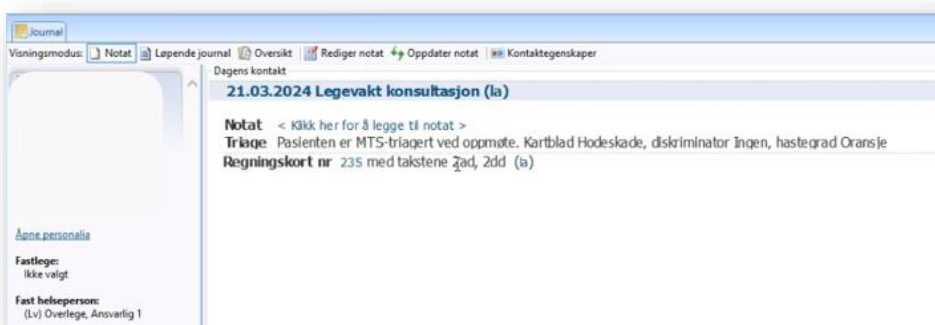 Journal
Visningsmodus: Notat Løpende journal Oversikt Rediger notat Oppdater notat Kontaktegenskaper
Dagens kontakt
21.03.2024 Legevakt konsultasjon (la)
Notat < Klikk her for å legge til notat >
Triage Pasienten er MTS-triagert ved oppmøte. Kartblad Hodeskade, diskriminator Ingen, hastegrad Oransje
Regningskort nr 235 med takstene 2ad, 2dd (la)
Åpne personalia
Fastlege:
Ikke valgt
Fast helseperson:
(Lv) Overlege, Ansvarlig 1